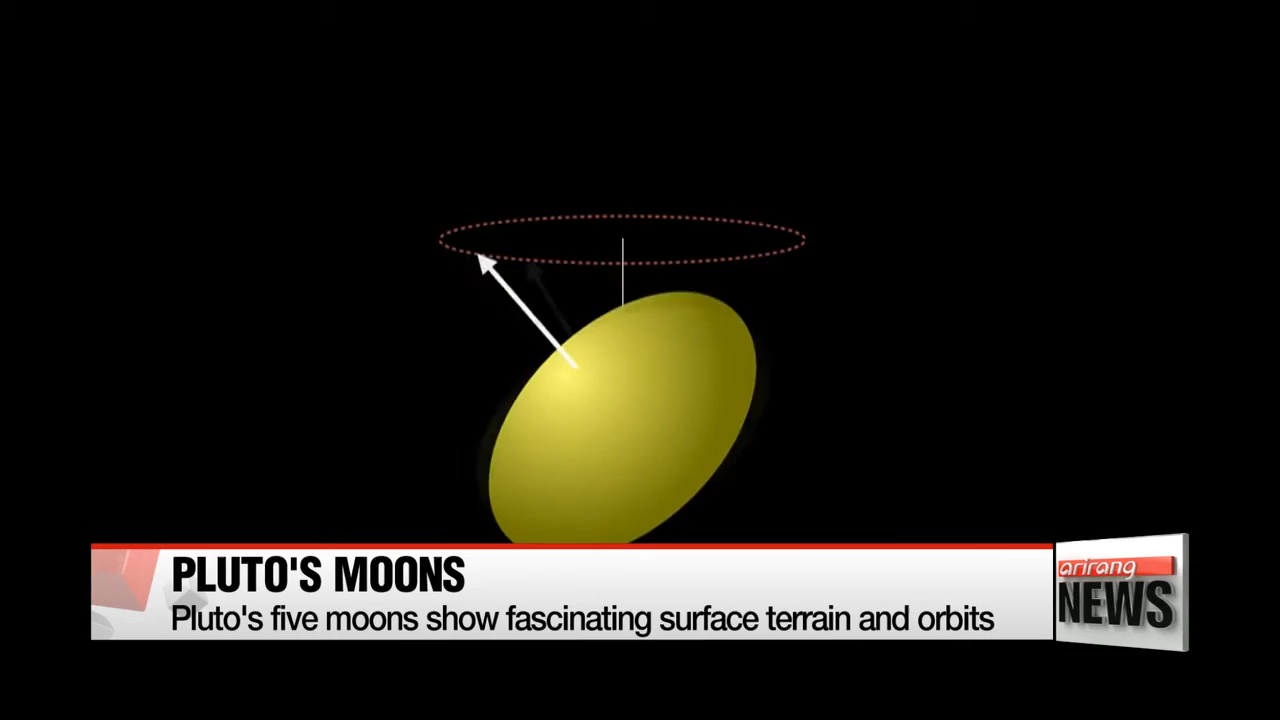 PLUTO'S MOONS
Pluto's five moons show fascinating surface terrain and orbits
arirang
NEWS